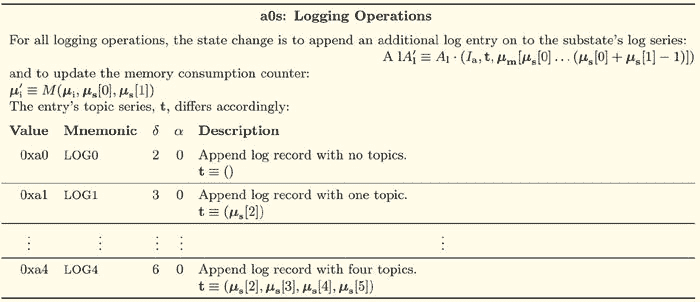 a0s: Logging Operations
For all logging operations, the state change is to append an additional log entry on to the substate's log series:
A lA′ₗ ≡ Aₗ · (Iₐ, t, μₘ[μₛ[0] … (μₛ[0] + μₛ[1] − 1)])
and to update the memory consumption counter:
μ′ᵢ ≡ M(μᵢ, μₛ[0], μₛ[1])
The entry's topic series, t, differs accordingly:
Value Mnemonic δ α Description
0xa0 LOG0 2 0 Append log record with no topics.
t ≡ ()
0xa1 LOG1 3 0 Append log record with one topic.
t ≡ (μₛ[2])
⋮ ⋮ ⋮ ⋮ ⋮
0xa4 LOG4 6 0 Append log record with four topics.
t ≡ (μₛ[2], μₛ[3], μₛ[4], μₛ[5])